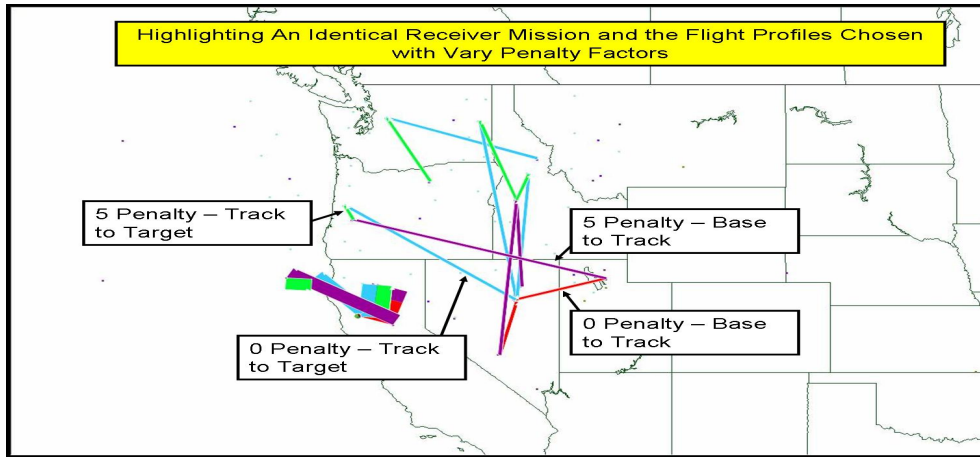 Highlighting An Identical Receiver Mission and the Flight Profiles Chosen
with Vary Penalty Factors
5 Penalty – Track
to Target
5 Penalty – Base
to Track
0 Penalty – Track
to Target
0 Penalty – Base
to Track